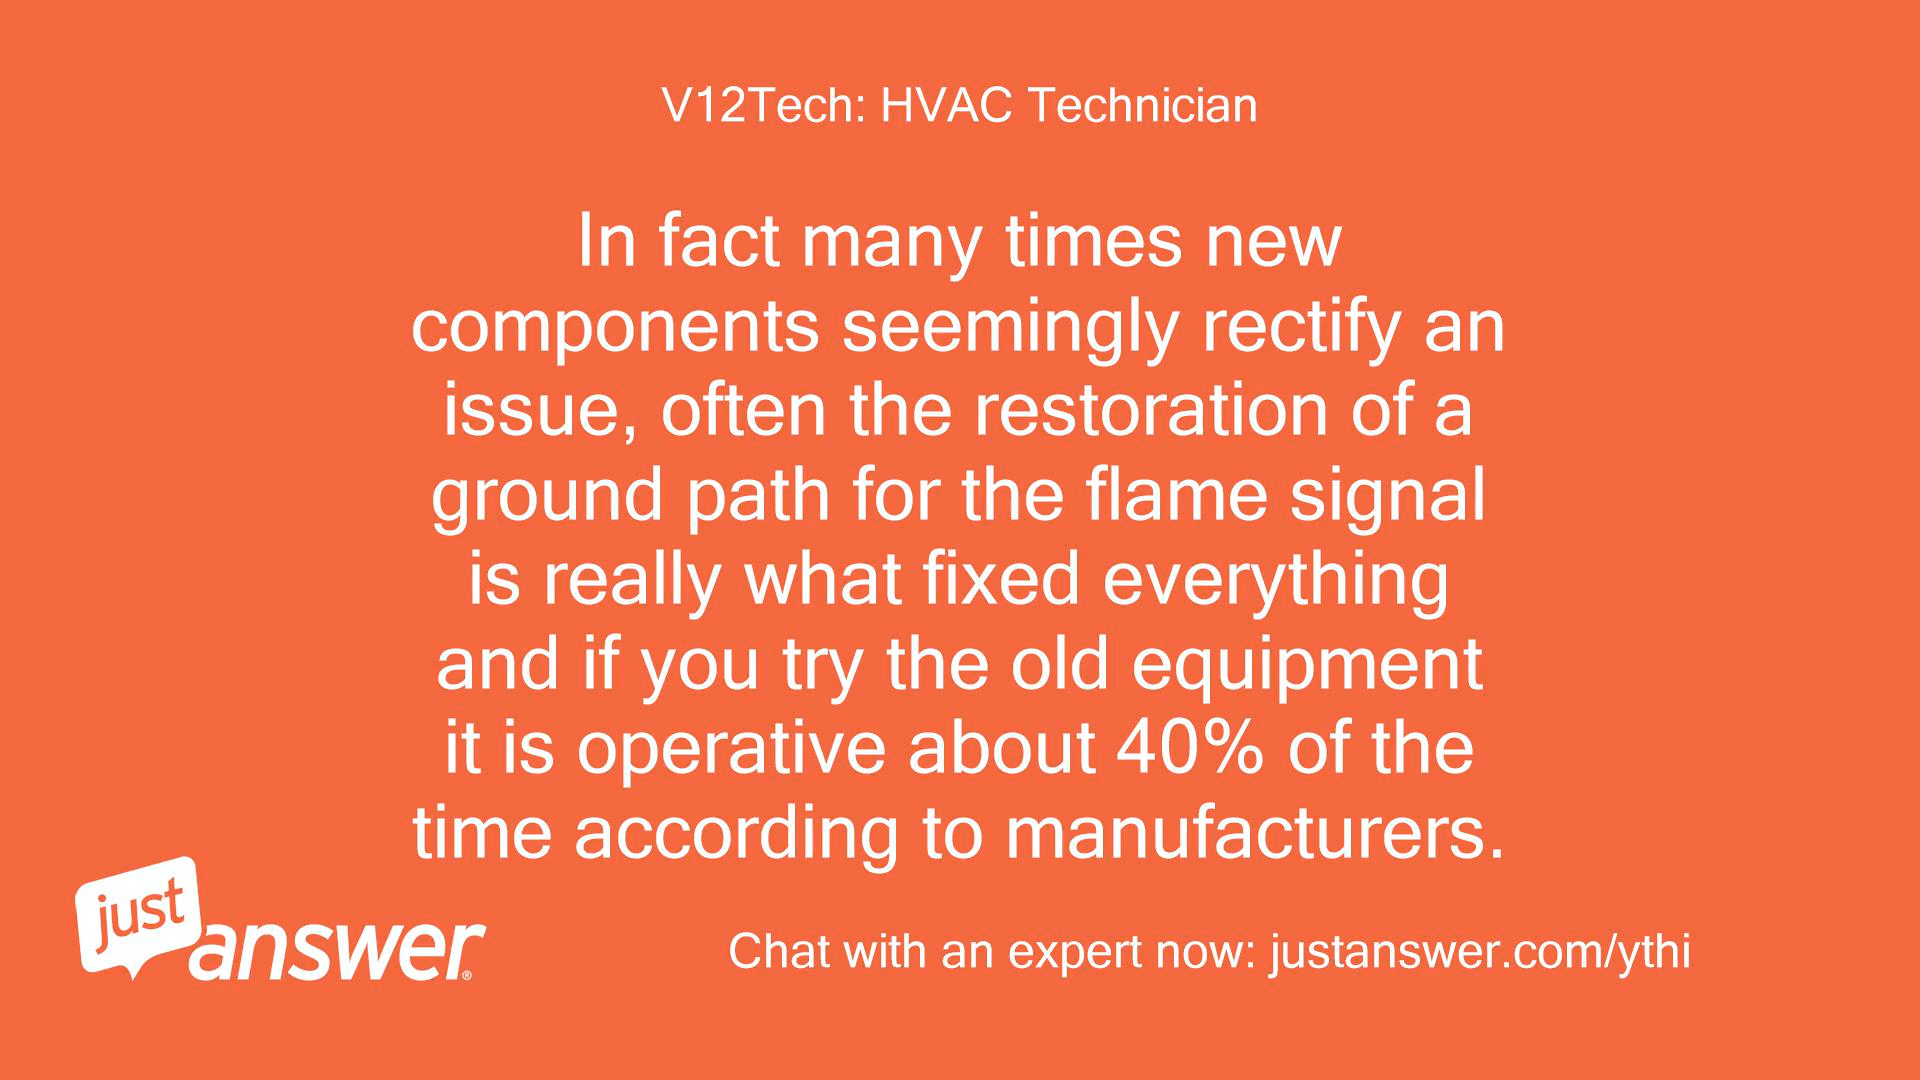 V12Tech: HVAC Technician
In fact many times new
components seemingly rectify an
issue, often the restoration of a
ground path for the flame signal
is really what fixed everything
and if you try the old equipment
it is operative about 40% of the
time according to manufacturers.
just
answer®
Chat with an expert now: justanswer.com/ythi